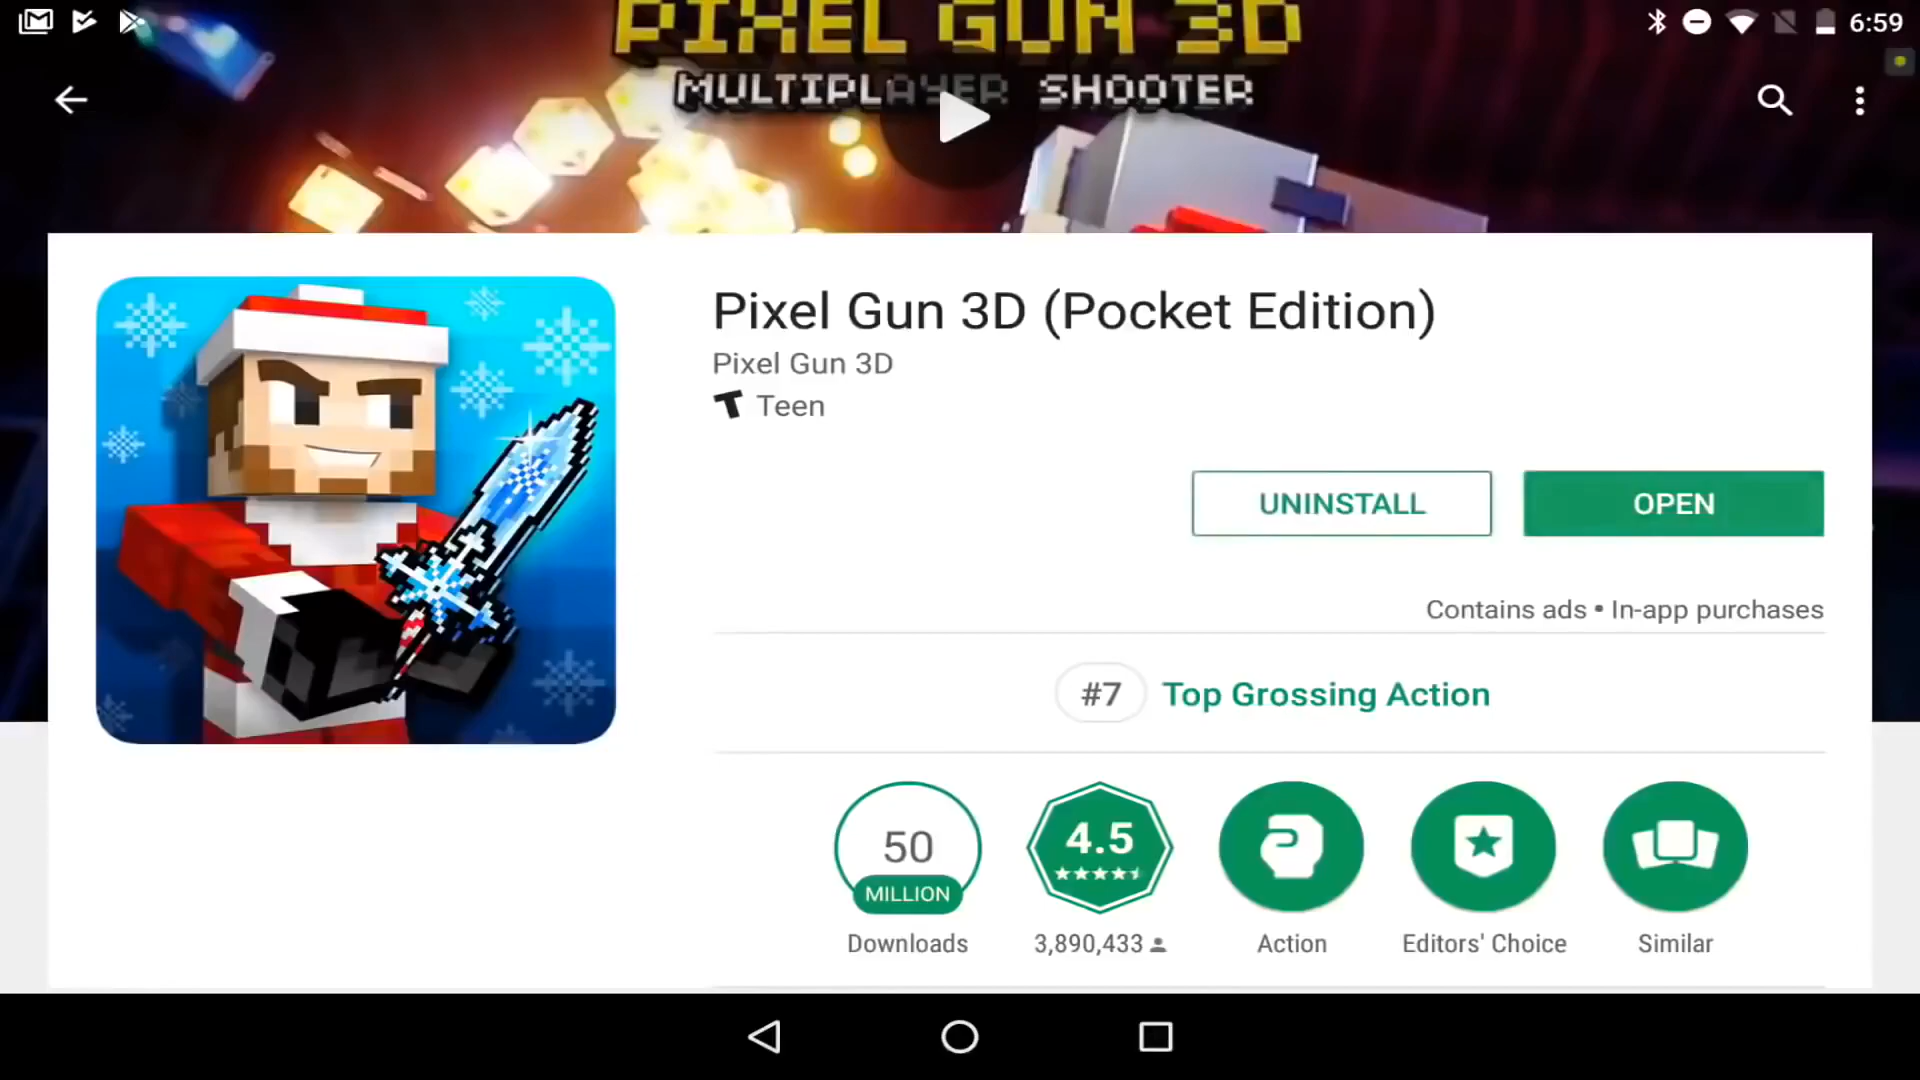 6:59
PIXEL GUN 3D
MULTIPLAYER SHOOTER
Pixel Gun 3D (Pocket Edition)
Pixel Gun 3D
T Teen
UNINSTALL
OPEN
Contains ads • In-app purchases
#7 Top Grossing Action
50
MILLION
Downloads
4.5
3,890,433
Action
Editors' Choice
Similar